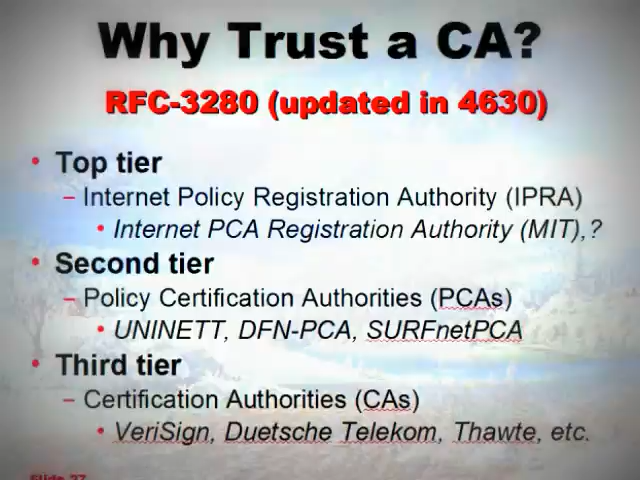 Why Trust a CA?
RFC-3280 (updated in 4630)
• Top tier
– Internet Policy Registration Authority (IPRA)
• Internet PCA Registration Authority (MIT),?
• Second tier
– Policy Certification Authorities (PCAs)
• UNINETT, DFN-PCA, SURFnetPCA
• Third tier
– Certification Authorities (CAs)
• VeriSign, Duetsche Telekom, Thawte, etc.
Slide 27